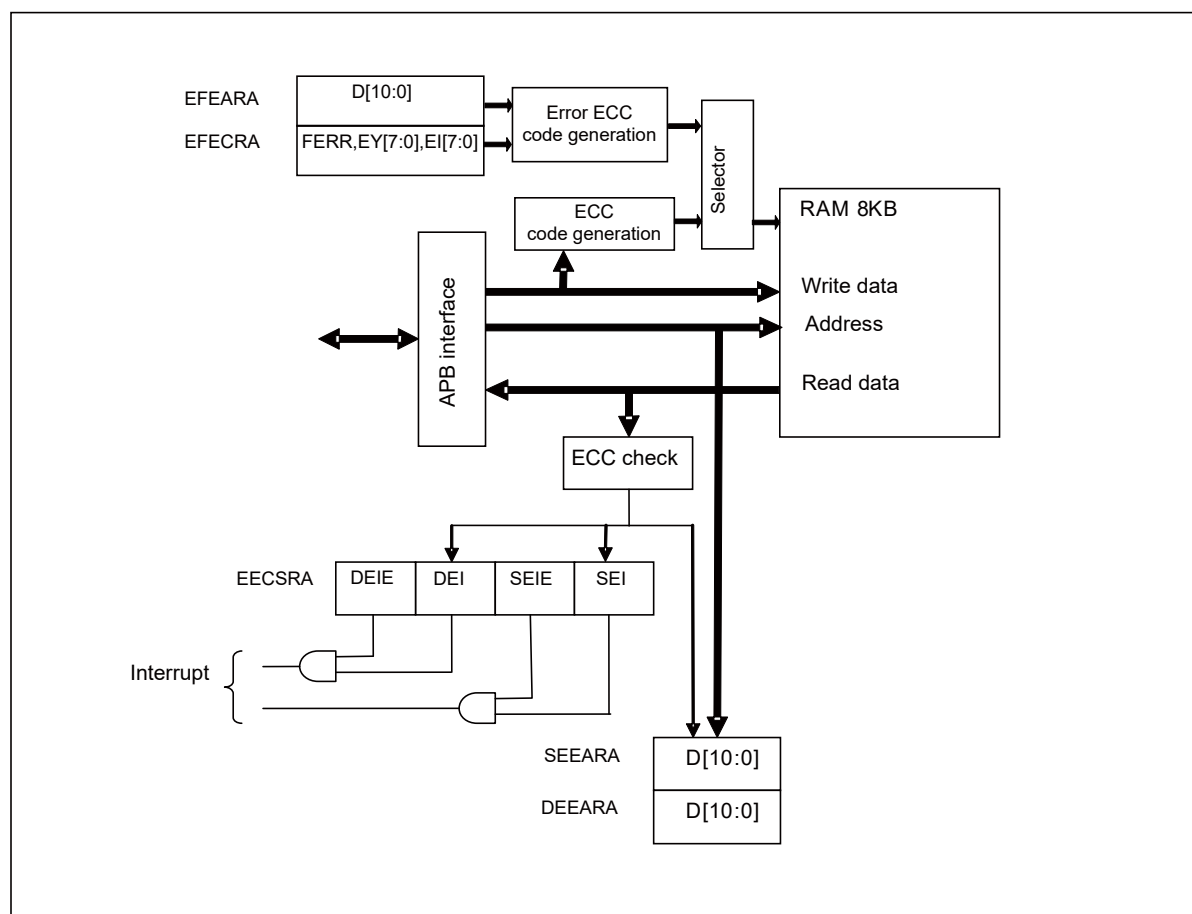 EFEARA
D[10:0]
EFECRA
FERR,EY[7:0],EI[7:0]
Error ECC
code generation
Selector
ECC
code generation
RAM 8KB
APB interface
Write data
Address
Read data
ECC check
EECSRA
DEIE
DEI
SEIE
SEI
Interrupt
SEEARA
D[10:0]
DEEARA
D[10:0]